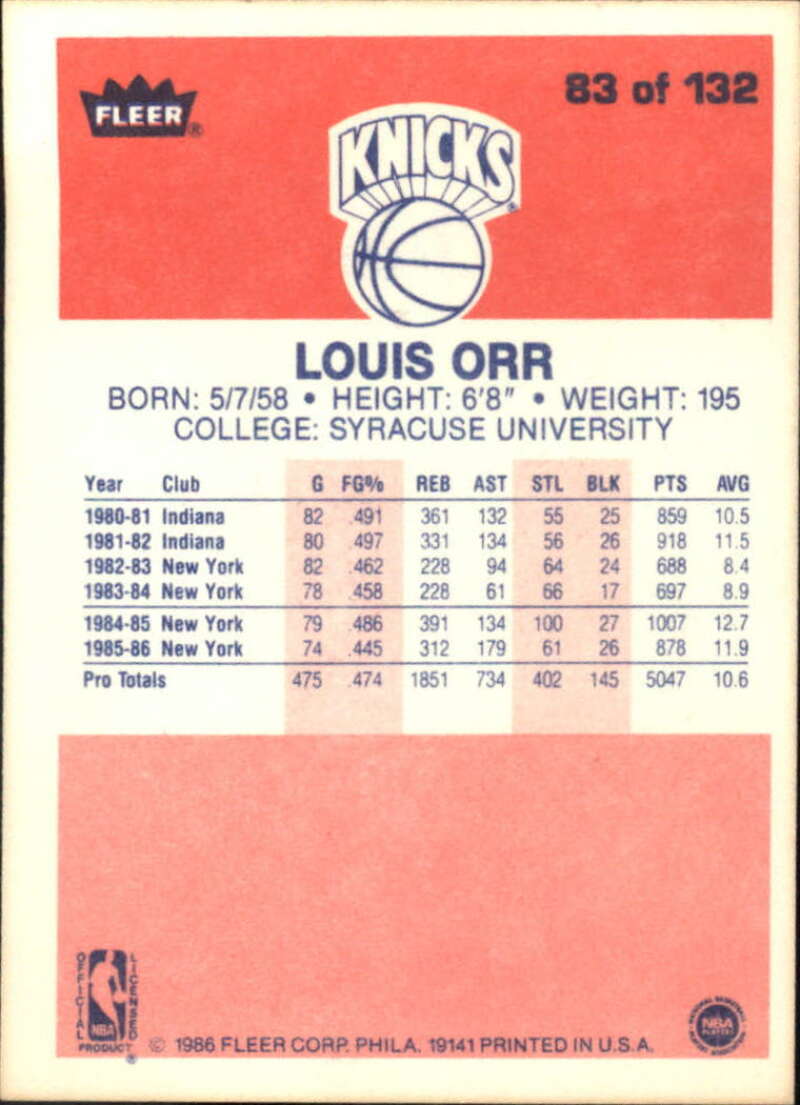 FLEER®
83 of 132
KNICKS®
LOUIS ORR
BORN: 5/7/58 • HEIGHT: 6'8" • WEIGHT: 195
COLLEGE: SYRACUSE UNIVERSITY
Year Club G FG% REB AST STL BLK PTS AVG
1980-81 Indiana 82 .491 361 132 55 25 859 10.5
1981-82 Indiana 80 .497 331 134 56 26 918 11.5
1982-83 New York 82 .462 228 94 64 24 688 8.4
1983-84 New York 78 .458 228 61 66 17 697 8.9
1984-85 New York 79 .486 391 134 100 27 1007 12.7
1985-86 New York 74 .445 312 179 61 26 878 11.9
Pro Totals 475 .474 1851 734 402 145 5047 10.6
OFFICIAL LICENSED
NBA
PRODUCT ®
© 1986 FLEER CORP. PHILA. 19141 PRINTED IN U.S.A.
NATIONAL BASKETBALL
NBA
PLAYERS
ASSOCIATION